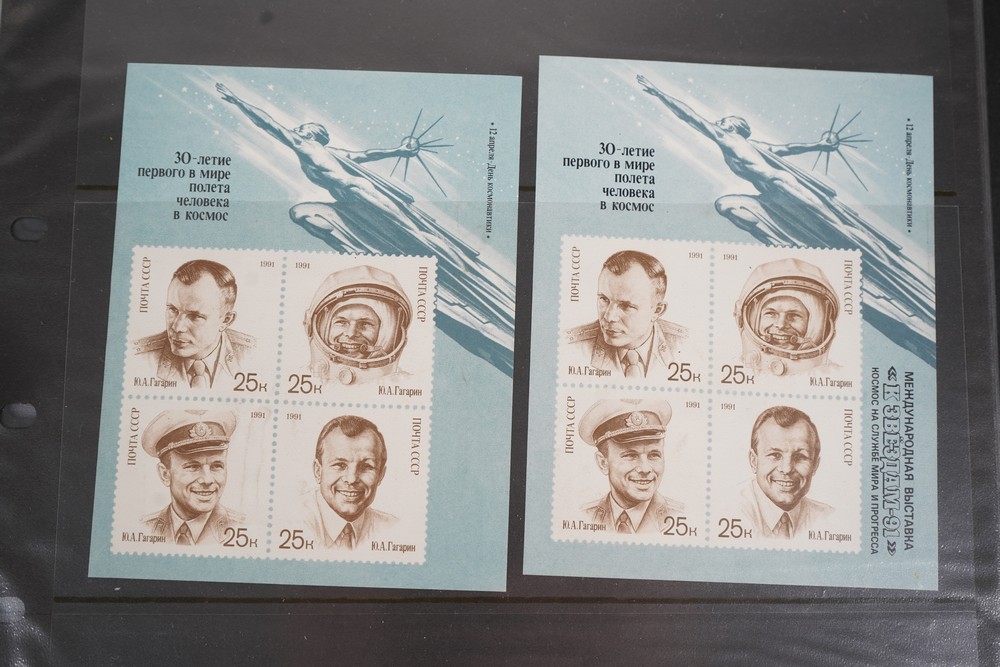 30-летие
первого в мире
полета
человека
в космос
• 12 апреля-День космонавтики •
ПОЧТА СССР
1991
Ю.А.Гагарин
25к
1991
ПОЧТА СССР
25к
Ю.А.Гагарин
ПОЧТА СССР
1991
Ю.А.Гагарин
25к
1991
ПОЧТА СССР
25к
Ю.А.Гагарин
30-летие
первого в мире
полета
человека
в космос
• 12 апреля-День космонавтики •
ПОЧТА СССР
1991
Ю.А.Гагарин
25к
1991
ПОЧТА СССР
25к
Ю.А.Гагарин
ПОЧТА СССР
1991
Ю.А.Гагарин
25к
1991
ПОЧТА СССР
25к
Ю.А.Гагарин
МЕЖДУНАРОДНАЯ ВЫСТАВКА
«К ЗВЁЗДАМ-91»
КОСМОС НА СЛУЖБЕ МИРА И ПРОГРЕССА